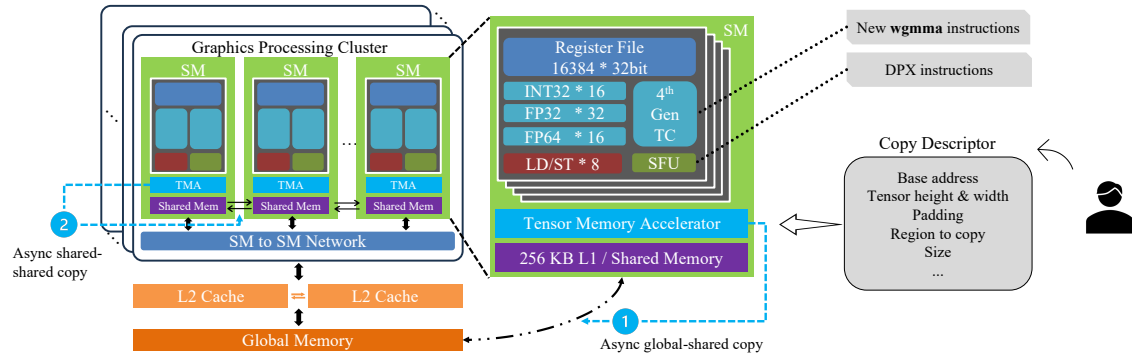 Graphics Processing Cluster
SM
SM
SM
...
TMA
TMA
TMA
Shared Mem
Shared Mem
Shared Mem
2
Async shared-
shared copy
SM to SM Network
L2 Cache
L2 Cache
Global Memory
SM
Register File
16384 * 32bit
INT32 * 16
FP32 * 32
FP64 * 16
4th
Gen
TC
LD/ST * 8
SFU
Tensor Memory Accelerator
256 KB L1 / Shared Memory
1
Async global-shared copy
New wgmma instructions
DPX instructions
Copy Descriptor
Base address
Tensor height & width
Padding
Region to copy
Size
...